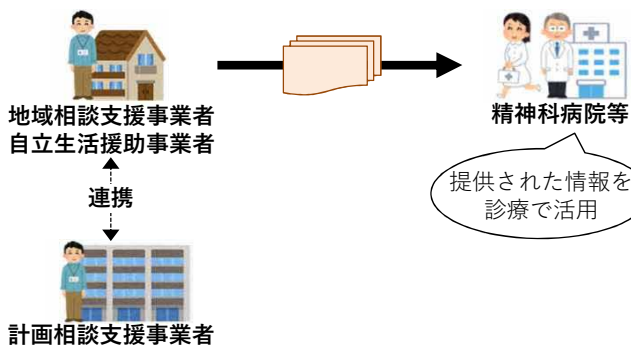 地域相談支援事業者
自立生活援助事業者
精神科病院等
提供された情報を
診療で活用
連携
計画相談支援事業者